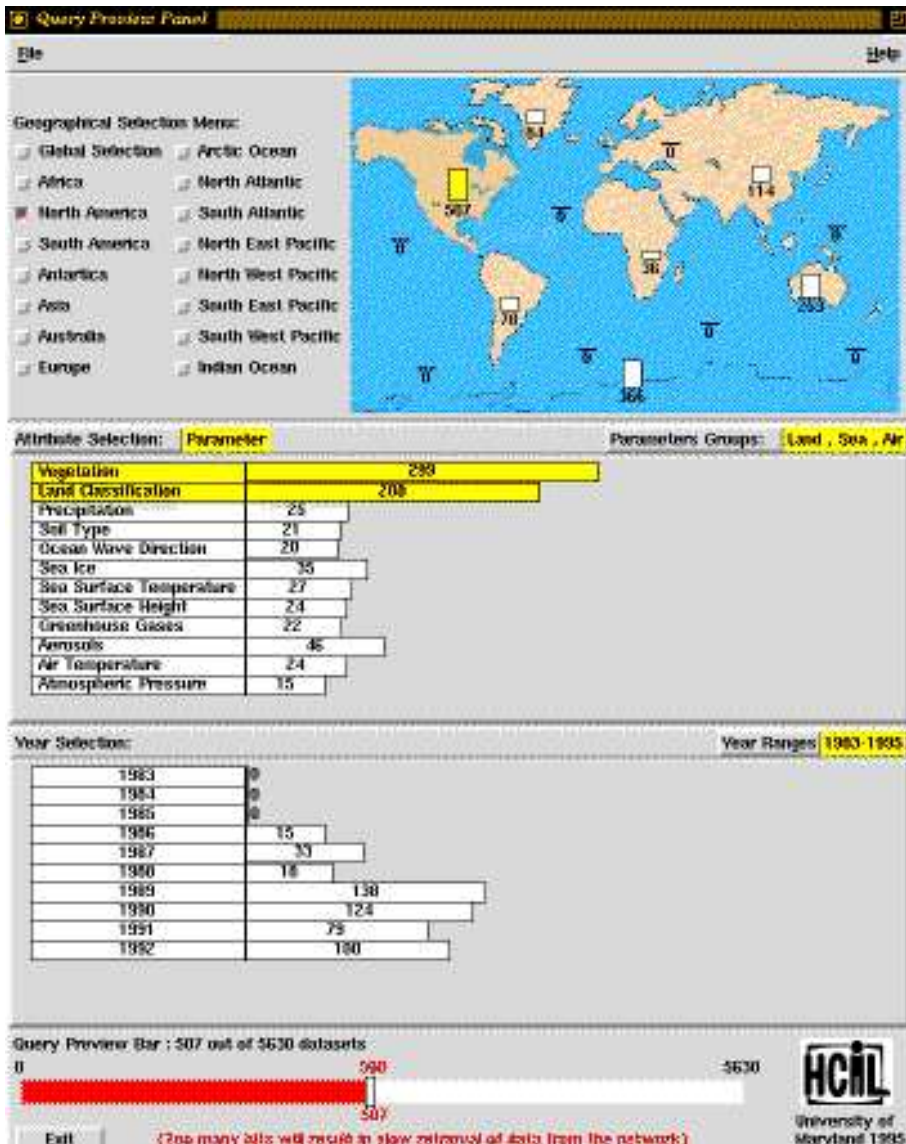 Query Preview Panel
File Help
Geographical Selection Menu:
Global Selection Arctic Ocean
Africa North Atlantic
North America South Atlantic
South America North East Pacific
Antartica North West Pacific
Asia South East Pacific
Australia South West Pacific
Europe Indian Ocean
0
114
507
0
0
0
36
70
0
0
0
0
366
Attribute Selection: Parameter Parameters Groups: Land , Sea , Air
Vegetation 299
Land Classification 208
Precipitation 25
Soil Type 21
Ocean Wave Direction 20
Sea Ice 35
Sea Surface Temperature 27
Sea Surface Height 24
Greenhouse Gases 22
Aerosols 46
Air Temperature 24
Atmospheric Pressure 15
Year Selection: Year Ranges 1983-1995
1983 0
1984 0
1985 0
1986 15
1987 33
1988 18
1989 138
1990 124
1991 79
1992
Query Preview Bar : 507 out of 5630 datasets
0 5630
507
HCIL
University of
Maryland 1995
Exit (Too many hits will result in slow retrieval of data from the network)